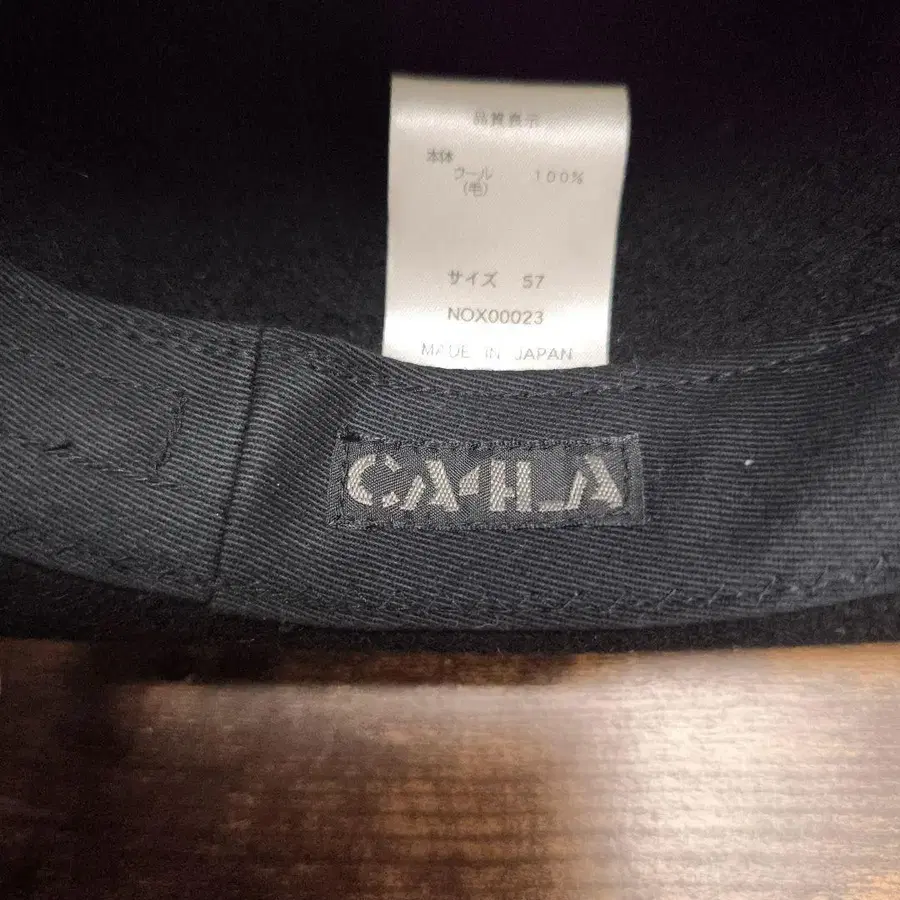 品質表示
本体
ウール 100%
(毛)
サイズ 57
NOX00023
MADE IN JAPAN
CA4LA